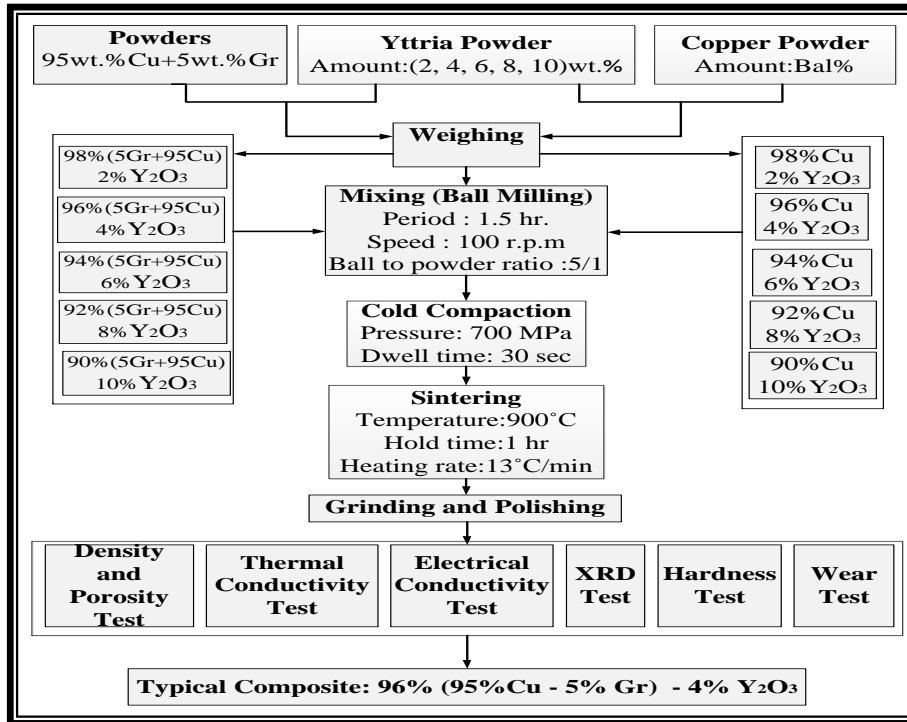 Powders
95wt.%Cu+5wt.%Gr
Yttria Powder
Amount:(2, 4, 6, 8, 10)wt.%
Copper Powder
Amount:Bal%
Weighing
98%(5Gr+95Cu)
2% Y₂O₃
96%(5Gr+95Cu)
4% Y₂O₃
94%(5Gr+95Cu)
6% Y₂O₃
92%(5Gr+95Cu)
8% Y₂O₃
90%(5Gr+95Cu)
10% Y₂O₃
Mixing (Ball Milling)
Period : 1.5 hr.
Speed : 100 r.p.m
Ball to powder ratio :5/1
98%Cu
2% Y₂O₃
96%Cu
4% Y₂O₃
94%Cu
6% Y₂O₃
92%Cu
8% Y₂O₃
90%Cu
10% Y₂O₃
Cold Compaction
Pressure: 700 MPa
Dwell time: 30 sec
Sintering
Temperature:900˚C
Hold time:1 hr
Heating rate:13˚C/min
Grinding and Polishing
Density
and
Porosity
Test
Thermal
Conductivity
Test
Electrical
Conductivity
Test
XRD
Test
Hardness
Test
Wear
Test
Typical Composite: 96% (95%Cu - 5% Gr) - 4% Y₂O₃